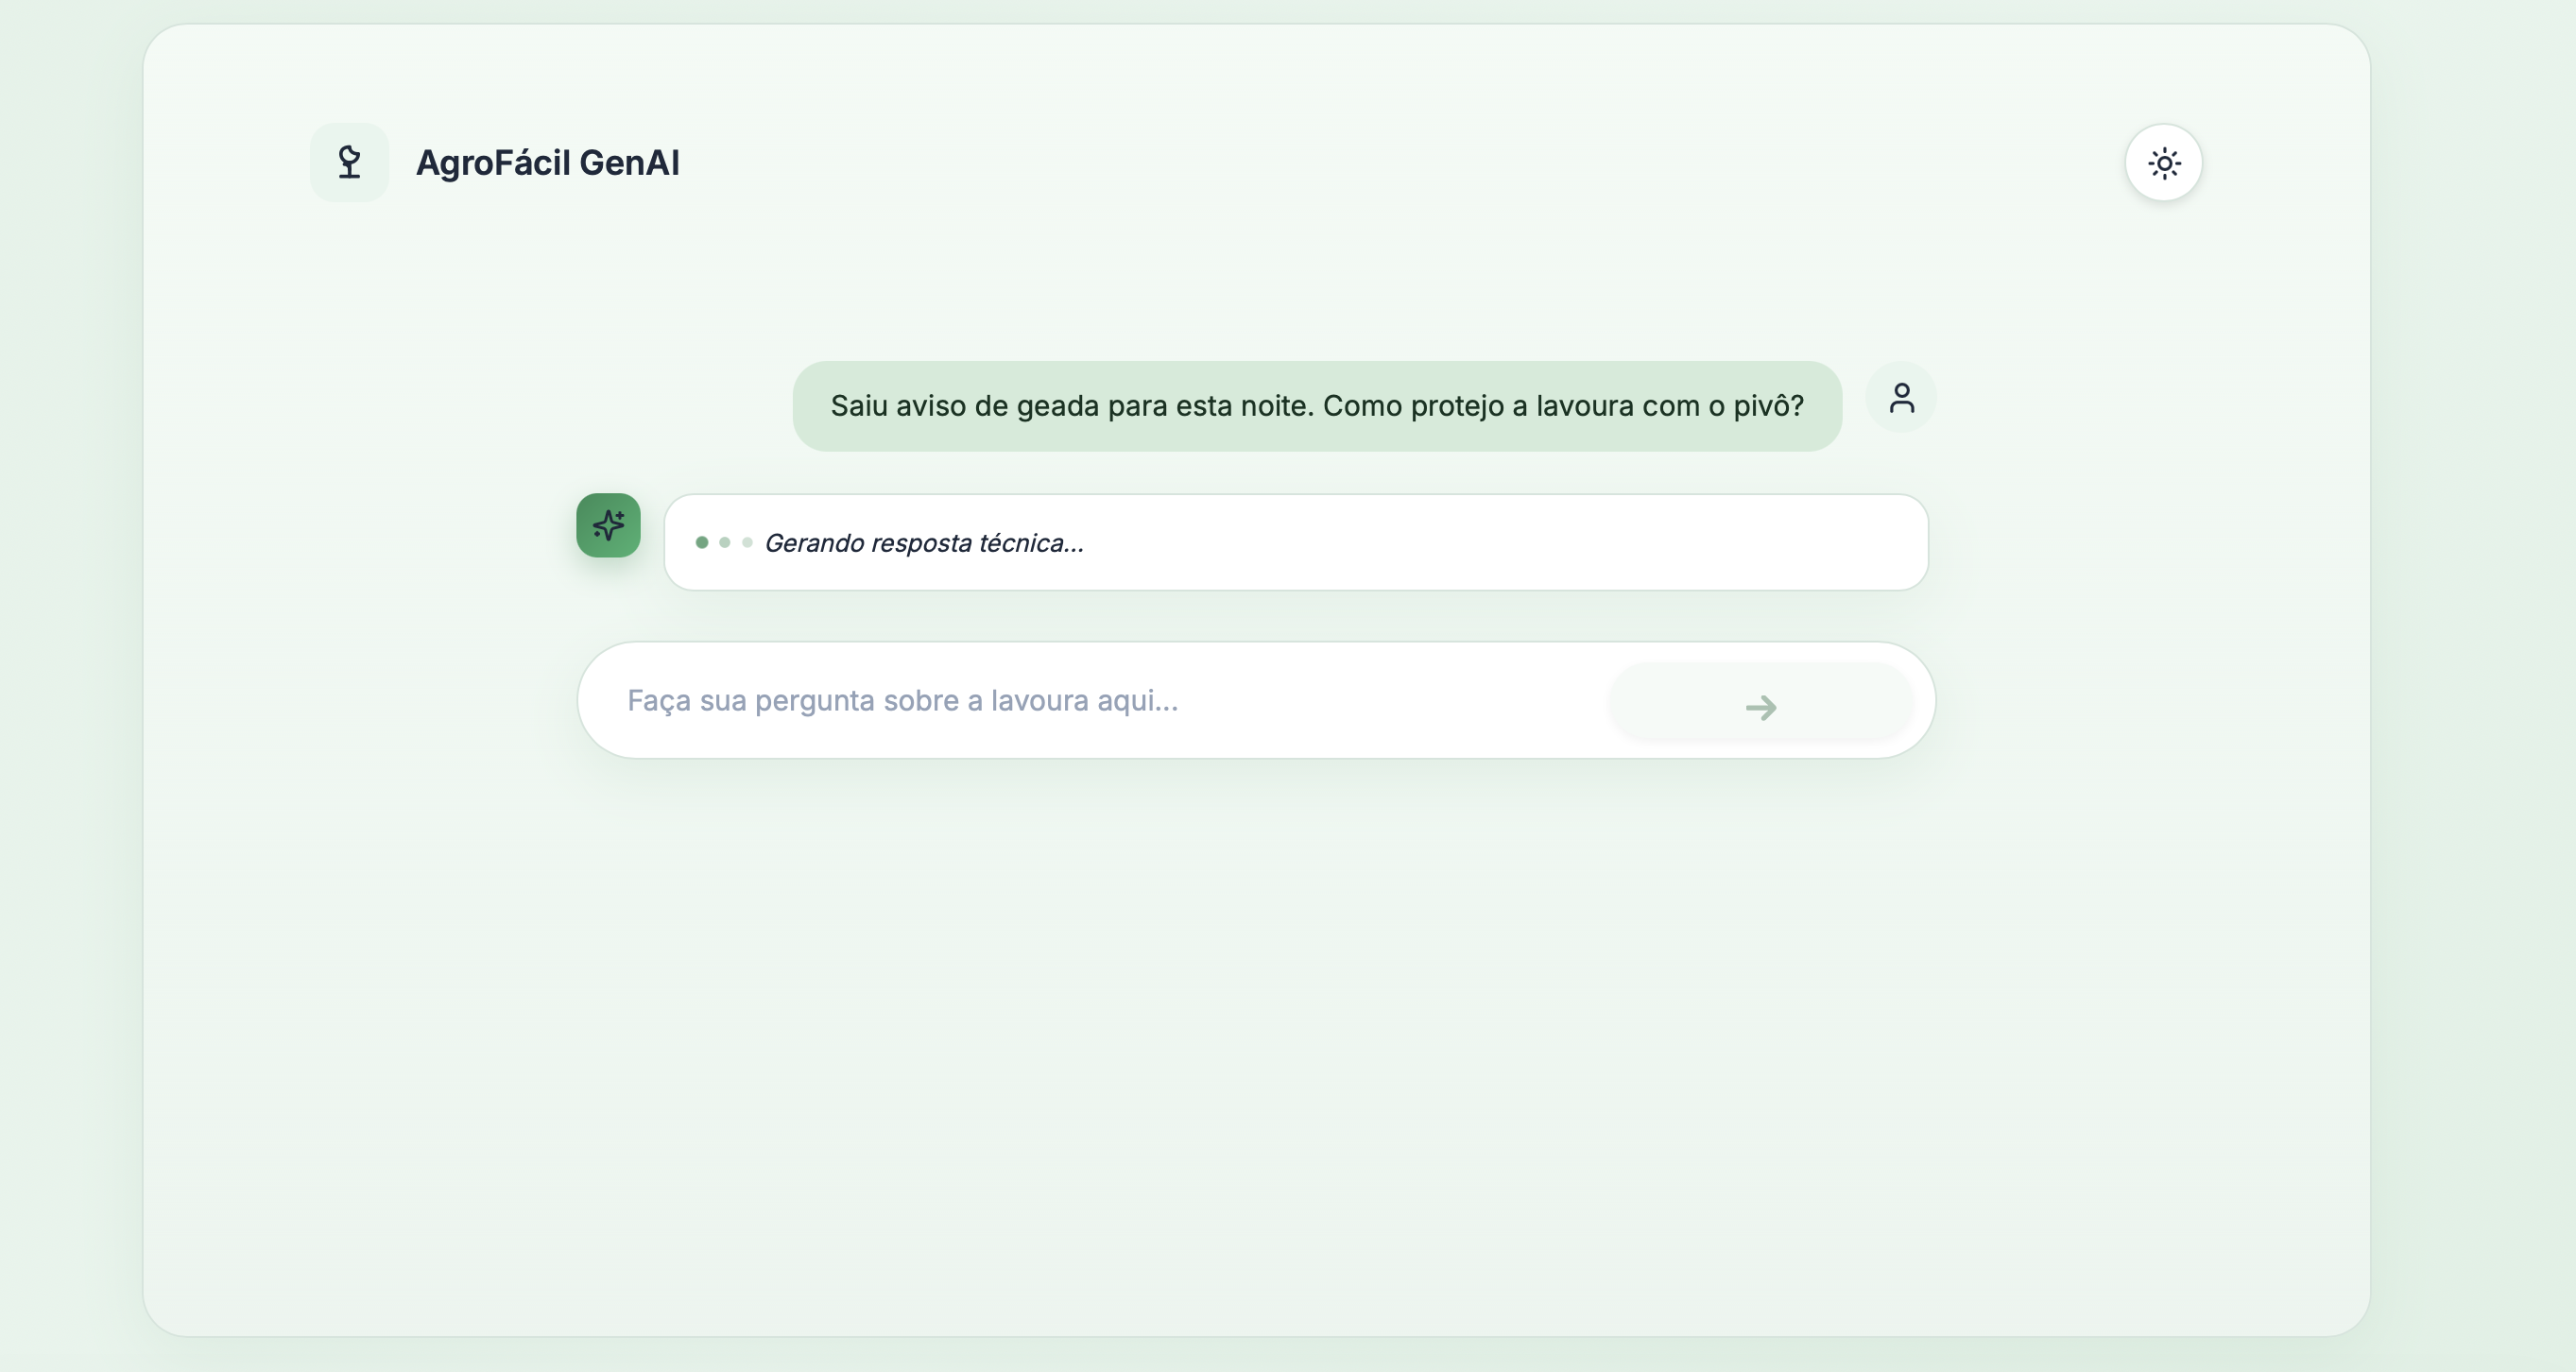 AgroFácil GenAI
Saiu aviso de geada para esta noite. Como protejo a lavoura com o pivô?
Gerando resposta técnica...
Faça sua pergunta sobre a lavoura aqui...